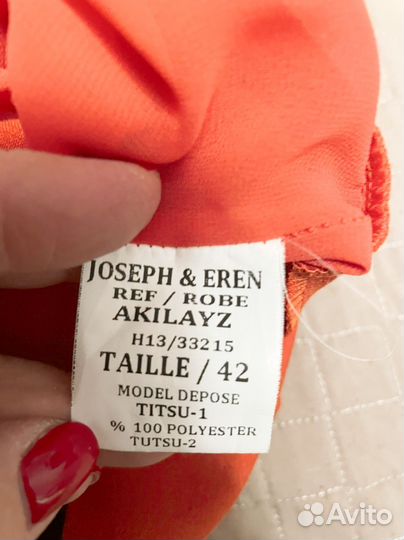 JOSEPH & EREN
REF / ROBE
AKILAYZ
H13/33215
TAILLE / 42
MODEL DEPOSE
TITSU-1
% 100 POLYESTER
TUTSU-2
Avito